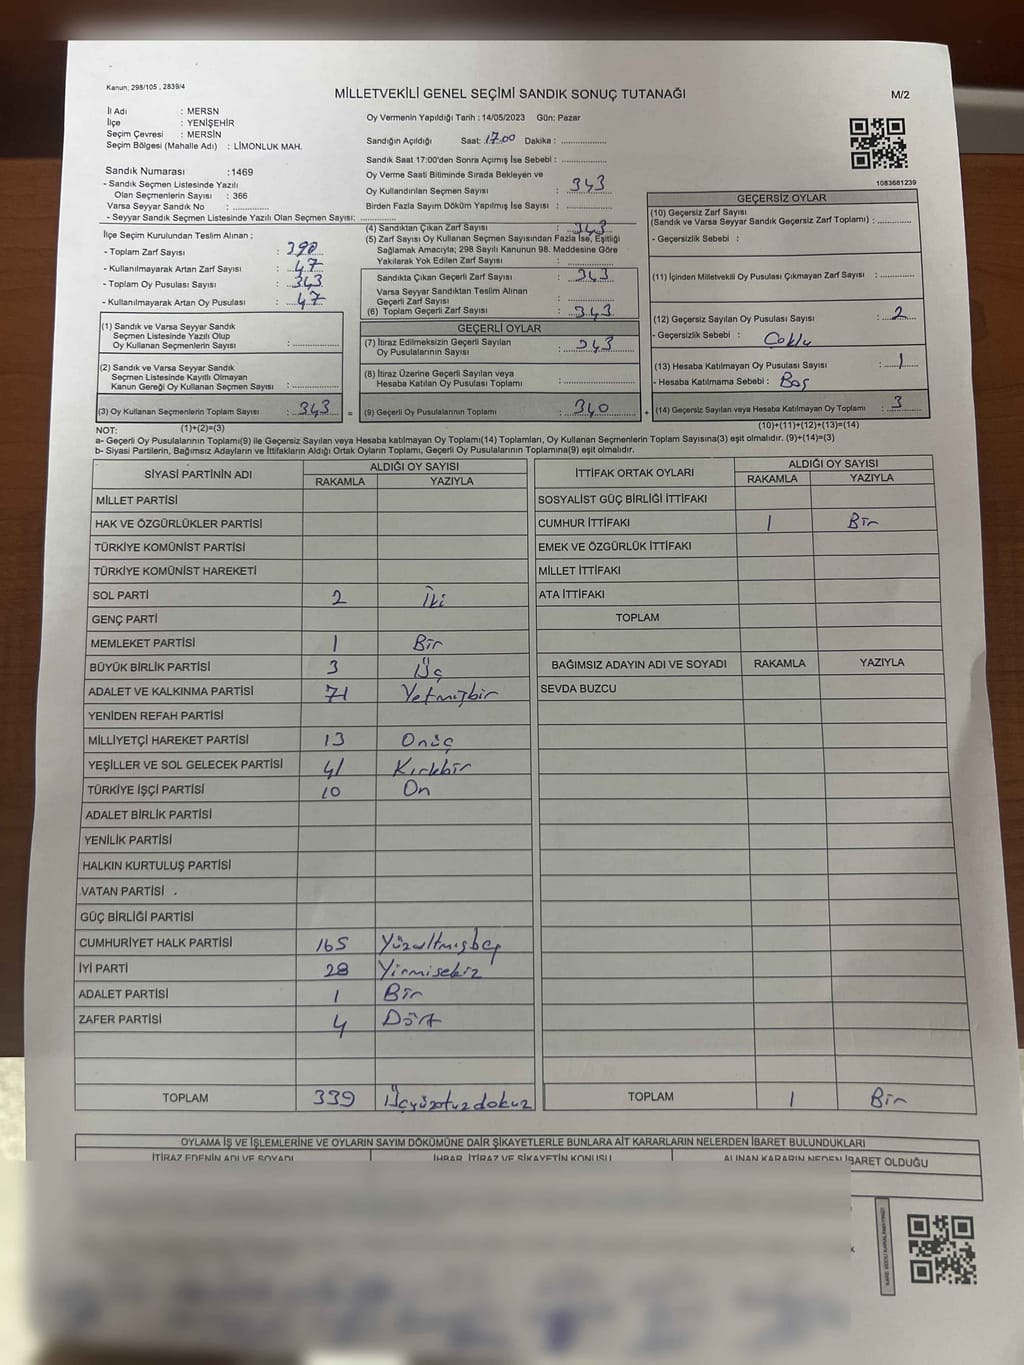 Kanun; 298/105 , 2839/4
MİLLETVEKİLİ GENEL SEÇİMİ SANDIK SONUÇ TUTANAĞI
M/2
İl Adı : MERSN
İlçe : YENİŞEHİR
Seçim Çevresi : MERSİN
Seçim Bölgesi (Mahalle Adı) : LİMONLUK MAH.
Sandık Numarası : 1469
- Sandık Seçmen Listesinde Yazılı
Olan Seçmenlerin Sayısı : 366
Varsa Seyyar Sandık No : ..............
- Seyyar Sandık Seçmen Listesinde Yazılı Olan Seçmen Sayısı: ..............
Oy Vermenin Yapıldığı Tarih : 14/05/2023 Gün: Pazar
Sandığın Açıldığı Saat: 17.00 Dakika : ..............
Sandık Saat 17:00'den Sonra Açımış İse Sebebi : ..............
Oy Verme Saati Bitiminde Sırada Bekleyen ve
Oy Kullandırılan Seçmen Sayısı : 343
Birden Fazla Sayım Döküm Yapılmış İse Sayısı : ..............
1083681239
İlçe Seçim Kurulundan Teslim Alınan ;
- Toplam Zarf Sayısı : 390
- Kullanılmayarak Artan Zarf Sayısı : 47
- Toplam Oy Pusulası : 343
- Kullanılmayarak Artan Oy Pusulası : 47
(1) Sandık ve Varsa Seyyar Sandık
Seçmen Listesinde Yazılı Olup
Oy Kullanan Seçmenlerin Sayısı : ..............
(2) Sandık ve Varsa Seyyar Sandık
Seçmen Listesinde Kayıtlı Olmayan
Kanun Gereği Oy Kullanan Seçmen Sayısı : ..............
(3) Oy Kullanan Seçmenlerin Toplam Sayısı : 343 =
(4) Sandıktan Çıkan Zarf Sayısı : 343
(5) Zarf Sayısı Oy Kullanan Seçmen Sayısından Fazla İse, Eşitliği
Sağlamak Amacıyla; 298 Sayılı Kanunun 98. Maddesine Göre
Yakılarak Yok Edilen Zarf Sayısı : ..............
Sandıkta Çıkan Geçerli Zarf Sayısı : 343
Varsa Seyyar Sandıktan Teslim Alınan
Geçerli Zarf Sayısı : ..............
(6) Toplam Geçerli Zarf Sayısı : 343
GEÇERLİ OYLAR
(7) İtiraz Edilmeksizin Geçerli Sayılan
Oy Pusulalarının Sayısı : 343
(8) İtiraz Üzerine Geçerli Sayılan veya
Hesaba Katılan Oy Pusulası Toplamı : ..............
(9) Geçerli Oy Pusulalarının Toplamı : 340 +
GEÇERSİZ OYLAR
(10) Geçersiz Zarf Sayısı
(Sandık ve Varsa Seyyar Sandık Geçersiz Zarf Toplamı) : ..............
- Geçersizlik Sebebi :
(11) İçinden Milletvekili Oy Pusulası Çıkmayan Zarf Sayısı : ..............
(12) Geçersiz Sayılan Oy Pusulası Sayısı : 2
- Geçersizlik Sebebi : Çoklu
(13) Hesaba Katılmayan Oy Pusulası Sayısı : 1
- Hesaba Katılmama Sebebi : Boş
(14) Geçersiz Sayılan veya Hesaba Katılmayan Oy Toplamı : 3
NOT: (1)+(2)=(3) (10)+(11)+(12)+(13)=(14)
a- Geçerli Oy Pusulalarının Toplamı(9) ile Geçersiz Sayılan veya Hesaba katılmayan Oy Toplamı(14) Toplamları, Oy Kullanan Seçmenlerin Toplam Sayısına(3) eşit olmalıdır. (9)+(14)=(3)
b- Siyasi Partilerin, Bağımsız Adayların ve İttifakların Aldığı Ortak Oyların Toplamı, Geçerli Oy Pusulalarının Toplamına(9) eşit olmalıdır.
SİYASİ PARTİNİN ADI ALDIĞI OY SAYISI
RAKAMLA YAZIYLA
MİLLET PARTİSİ
HAK VE ÖZGÜRLÜKLER PARTİSİ
TÜRKİYE KOMÜNİST PARTİSİ
TÜRKİYE KOMÜNİST HAREKETİ
SOL PARTİ 2 İki
GENÇ PARTİ
MEMLEKET PARTİSİ 1 Bir
BÜYÜK BİRLİK PARTİSİ 3 Üç
ADALET VE KALKINMA PARTİSİ 71 Yetmişbir
YENİDEN REFAH PARTİSİ
MİLLİYETÇİ HAREKET PARTİSİ 13 Onüç
YEŞİLLER VE SOL GELECEK PARTİSİ 41 Kırkbir
TÜRKİYE İŞÇİ PARTİSİ 10 On
ADALET BİRLİK PARTİSİ
YENİLİK PARTİSİ
HALKIN KURTULUŞ PARTİSİ
VATAN PARTİSİ
GÜÇ BİRLİĞİ PARTİSİ
CUMHURİYET HALK PARTİSİ 165 Yüzaltmışbeş
İYİ PARTİ 28 Yirmisekiz
ADALET PARTİSİ 1 Bir
ZAFER PARTİSİ 4 Dört
TOPLAM 339 Üçyüzotuzdokuz
İTTİFAK ORTAK OYLARI ALDIĞI OY SAYISI
RAKAMLA YAZIYLA
SOSYALİST GÜÇ BİRLİĞİ İTTİFAKI
CUMHUR İTTİFAKI 1 Bir
EMEK VE ÖZGÜRLÜK İTTİFAKI
MİLLET İTTİFAKI
ATA İTTİFAKI
TOPLAM
BAĞIMSIZ ADAYIN ADI VE SOYADI RAKAMLA YAZIYLA
SEVDA BUZCU
TOPLAM 1 Bir
OYLAMA İŞ VE İŞLEMLERİNE VE OYLARIN SAYIM DÖKÜMÜNE DAİR ŞİKAYETLERLE BUNLARA AİT KARARLARIN NELERDEN İBARET BULUNDUKLARI
İTİRAZ EDENİN ADI VE SOYADI İHBAR, İTİRAZ VE ŞİKAYETİN KONUSU ALINAN KARARIN NEDEN İBARET OLDUĞU